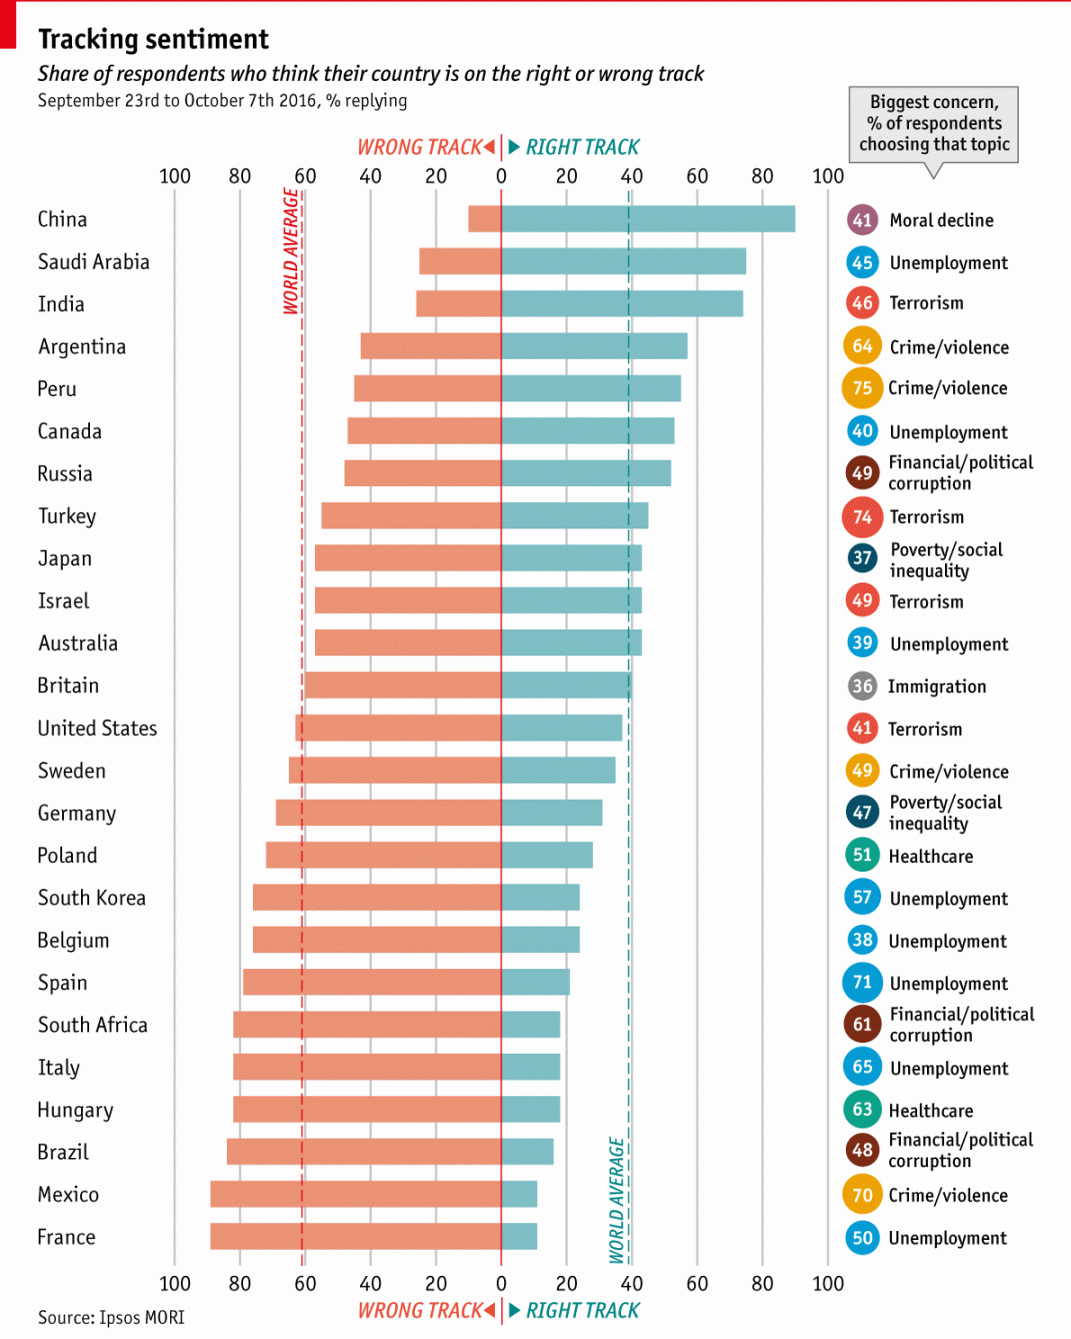 Tracking sentiment
Share of respondents who think their country is on the right or wrong track
September 23rd to October 7th 2016, % replying
Biggest concern,
% of respondents
choosing that topic
WRONG TRACK◀ ▶ RIGHT TRACK
100 80 60 40 20 0 20 40 60 80 100
WORLD AVERAGE
China 41 Moral decline
Saudi Arabia 45 Unemployment
India 46 Terrorism
Argentina 64 Crime/violence
Peru 75 Crime/violence
Canada 40 Unemployment
Russia 49 Financial/political
corruption
Turkey 74 Terrorism
Japan 37 Poverty/social
inequality
Israel 49 Terrorism
Australia 39 Unemployment
Britain 36 Immigration
United States 41 Terrorism
Sweden 49 Crime/violence
Germany 47 Poverty/social
inequality
Poland 51 Healthcare
South Korea 57 Unemployment
Belgium 38 Unemployment
Spain 71 Unemployment
South Africa 61 Financial/political
corruption
Italy 65 Unemployment
Hungary 63 Healthcare
Brazil 48 Financial/political
corruption
Mexico 70 Crime/violence
France 50 Unemployment
WORLD AVERAGE
100 80 60 40 20 0 20 40 60 80 100
WRONG TRACK◀ ▶ RIGHT TRACK
Source: Ipsos MORI